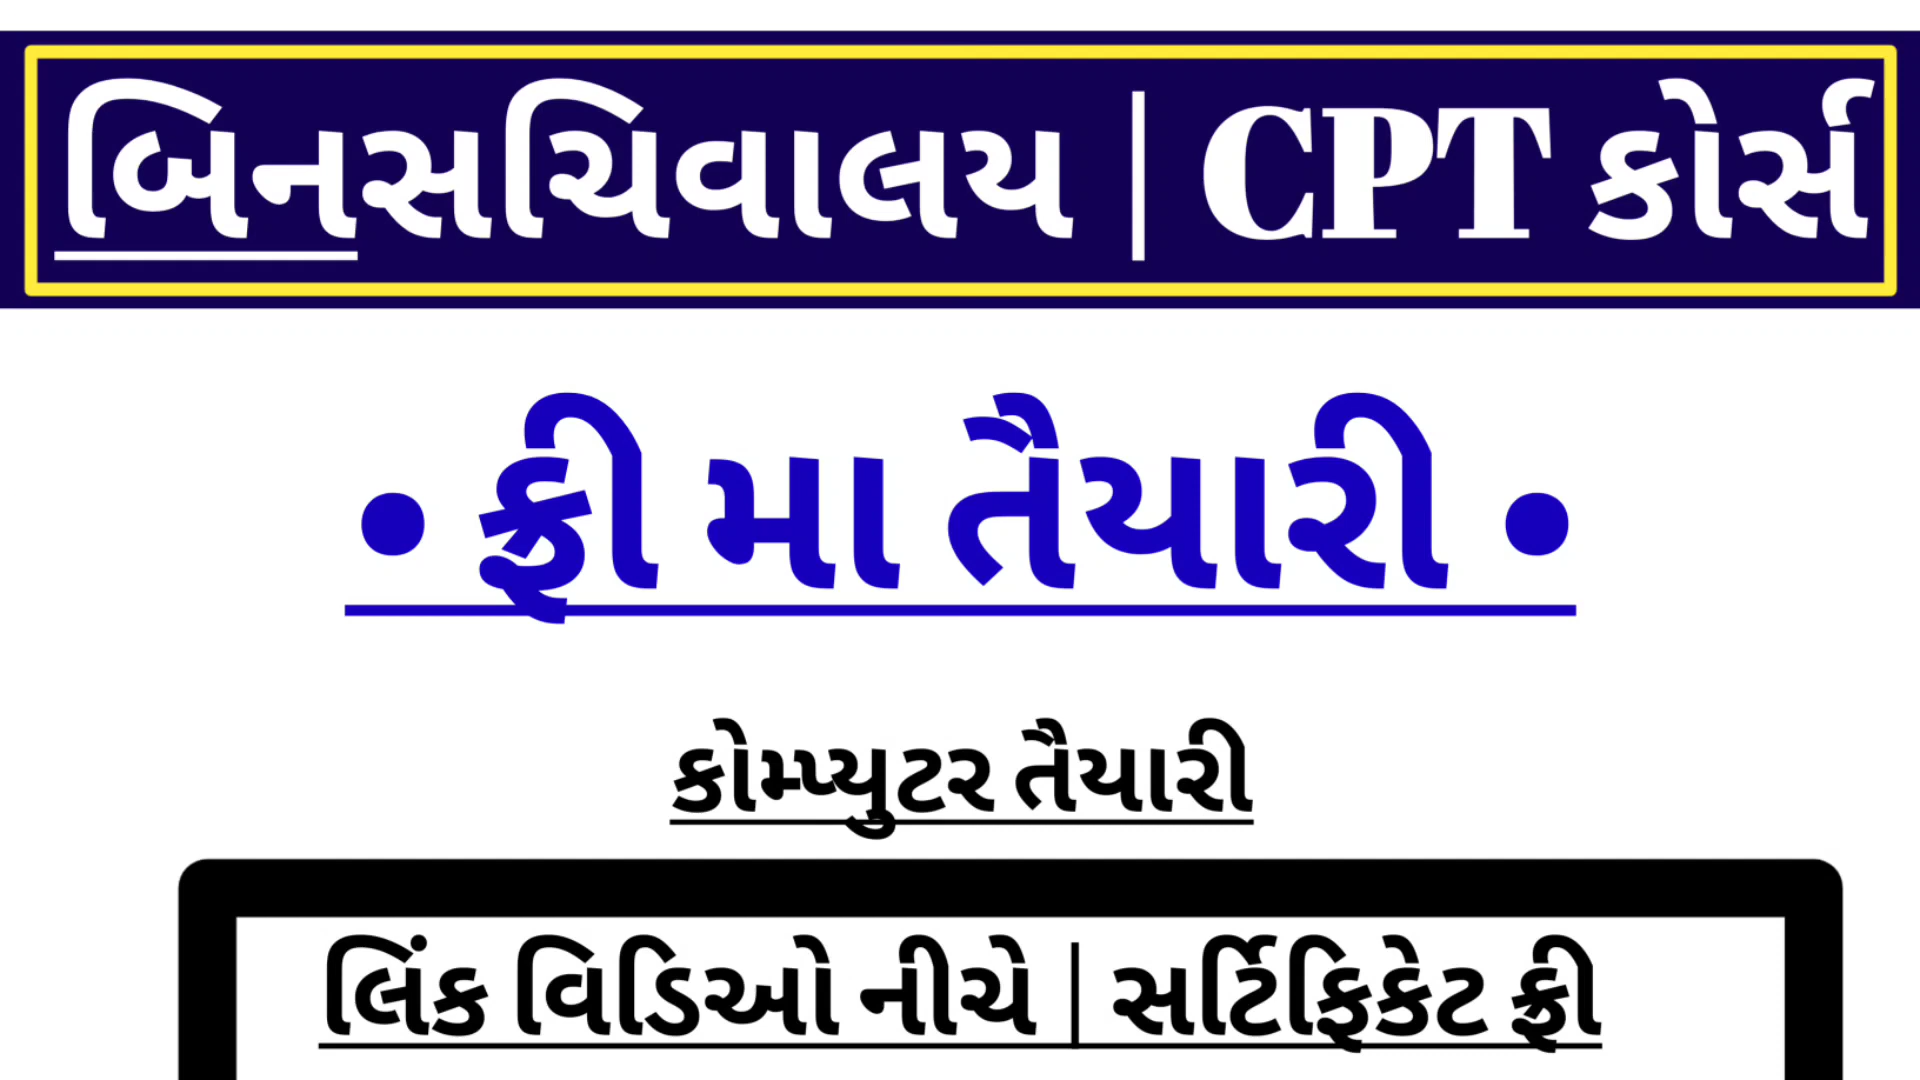 બિનસચિવાલય | CPT કોર્સ
• ફ્રી મા તૈયારી •
કોમ્પ્યુટર તૈયારી
લિંક વિડિઓ નીચે | સર્ટિફિકેટ ફ્રી